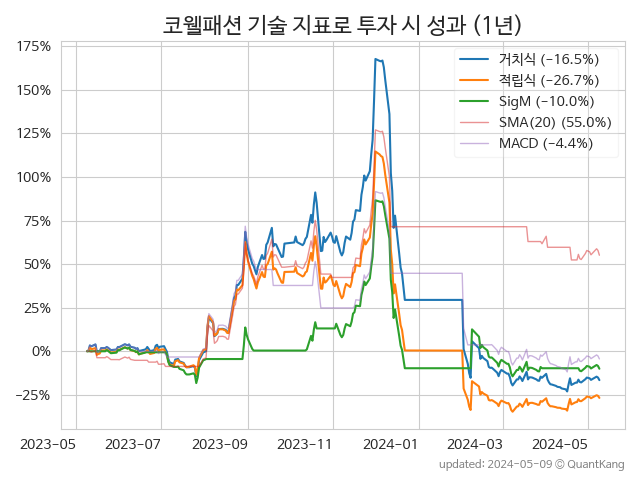 코웰패션 기술 지표로 투자 시 성과 (1년)
175%
150%
125%
100%
75%
50%
25%
0%
−25%
거치식 (−16.5%)
적립식 (−26.7%)
SigM (−10.0%)
SMA(20) (55.0%)
MACD (−4.4%)
2023-05
2023-07
2023-09
2023-11
2024-01
2024-03
2024-05
updated: 2024-05-09 © QuantKang